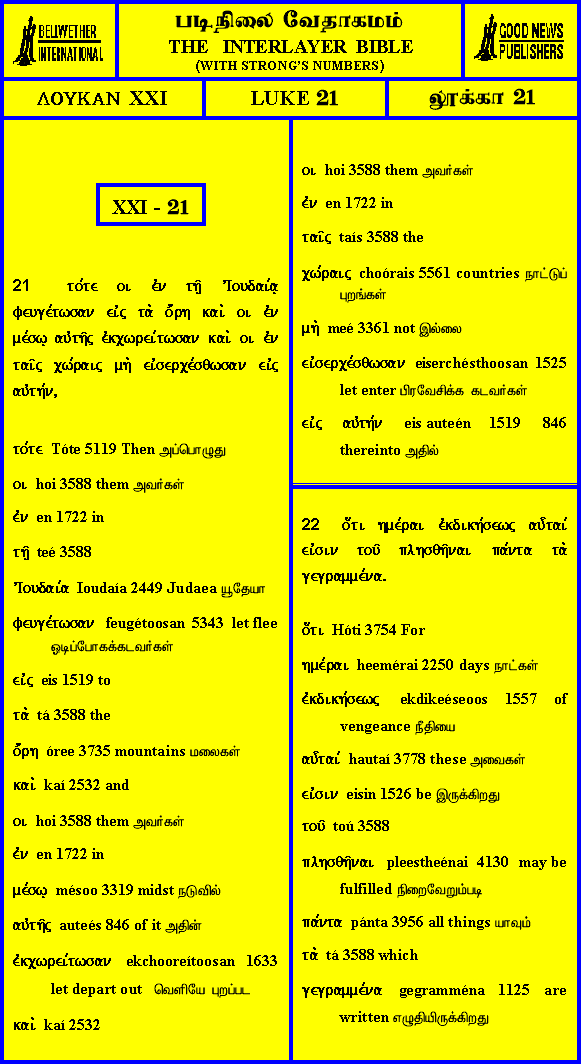 BELLWETHER
INTERNATIONAL
படிநிலை வேதாகமம்
THE INTERLAYER BIBLE
(WITH STRONG'S NUMBERS)
GOOD NEWS
PUBLISHERS
ΛΟΥΚΑΝ XXI
LUKE 21
லூக்கா 21
XXI - 21
21 τότε οι ἐν τῇ Ἰουδαίᾳ
φευγέτωσαν εἰς τὰ ὄρη καὶ οι ἐν
μέσῳ αὐτῆς ἐκχωρείτωσαν καὶ οι ἐν
ταῖς χώραις μὴ εἰσερχέσθωσαν εἰς
αὐτήν,
τότε Tóte 5119 Then அப்பொழுது
οι hoi 3588 them அவர்கள்
ἐν en 1722 in
τῇ teé 3588
Ἰουδαία Ioudaía 2449 Judaea யூதேயா
φευγέτωσαν feugétoosan 5343 let flee
ஓடிப்போகக்கடவர்கள்
εἰς eis 1519 to
τὰ tá 3588 the
ὄρη óree 3735 mountains மலைகள்
καὶ kaí 2532 and
οι hoi 3588 them அவர்கள்
ἐν en 1722 in
μέσῳ mésoo 3319 midst நடுவில்
αὐτῆς auteés 846 of it அதின்
ἐκχωρείτωσαν ekchooreítoosan 1633
let depart out வெளியே புறப்பட
καὶ kaí 2532
οι hoi 3588 them அவர்கள்
ἐν en 1722 in
ταῖς taís 3588 the
χώραις choórais 5561 countries நாட்டுப்
புறங்கள்
μὴ meé 3361 not இல்லை
εἰσερχέσθωσαν eiserchésthoosan 1525
let enter பிரவேசிக்க கடவர்கள்
εἰς αὐτήν eis auteén 1519 846
thereinto அதில்
22 ὅτι ημέραι ἐκδικήσεως αὗταί
εἰσιν τοῦ πλησθῆναι πάντα τὰ
γεγραμμένα.
ὅτι Hóti 3754 For
ημέραι heemérai 2250 days நாட்கள்
ἐκδικήσεως ekdikeéseoos 1557 of
vengeance நீதியை
αὗταί hautaí 3778 these அவைகள்
εἰσιν eisin 1526 be இருக்கிறது
τοῦ toú 3588
πλησθῆναι pleestheénai 4130 may be
fulfilled நிறைவேறும்படி
πάντα pánta 3956 all things யாவும்
τὰ tá 3588 which
γεγραμμένα gegramména 1125 are
written எழுதியிருக்கிறது